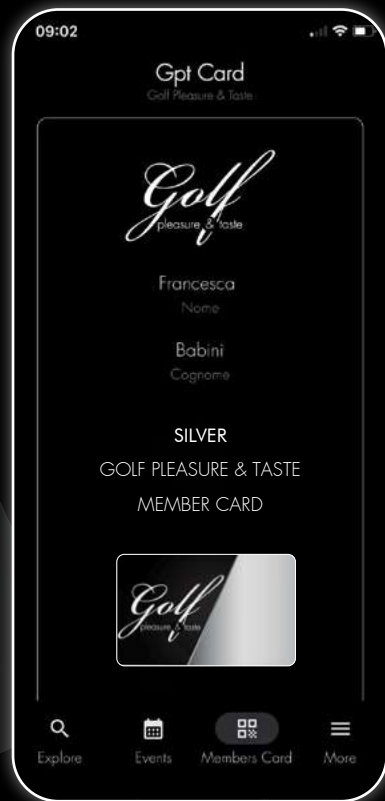 09:02
Gpt Card
Golf Pleasure & Taste
Golf
pleasure & taste
Francesca
Nome
Babini
Cognome
SILVER
GOLF PLEASURE & TASTE
MEMBER CARD
Golf
pleasure & taste
Explore Events Members Card More